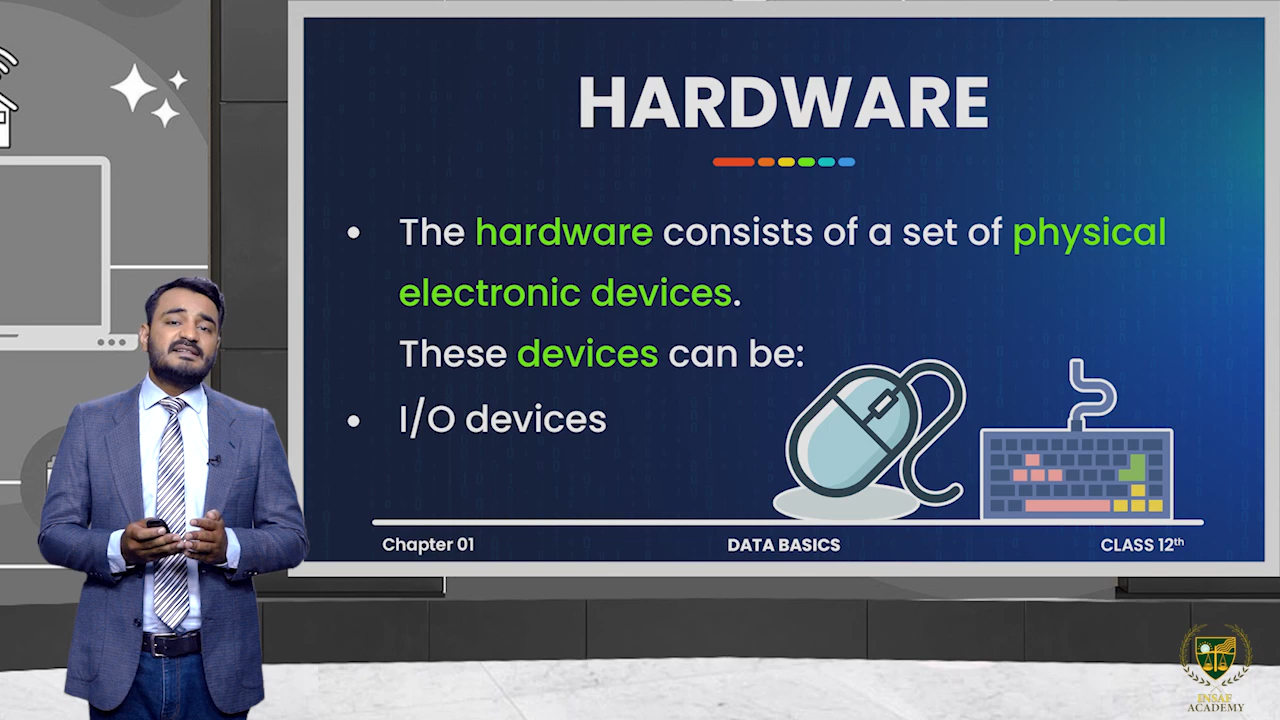 HARDWARE
• The hardware consists of a set of physical
electronic devices.
These devices can be:
• I/O devices
Chapter 01
DATA BASICS
CLASS 12th
INSAF
ACADEMY